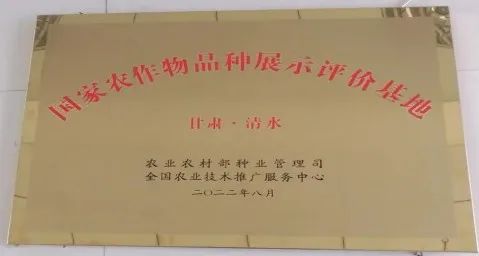 国家农作物品种展示评价基地
甘肃·清水
农业农村部种业管理司
全国农业技术推广服务中心
二〇二二年八月